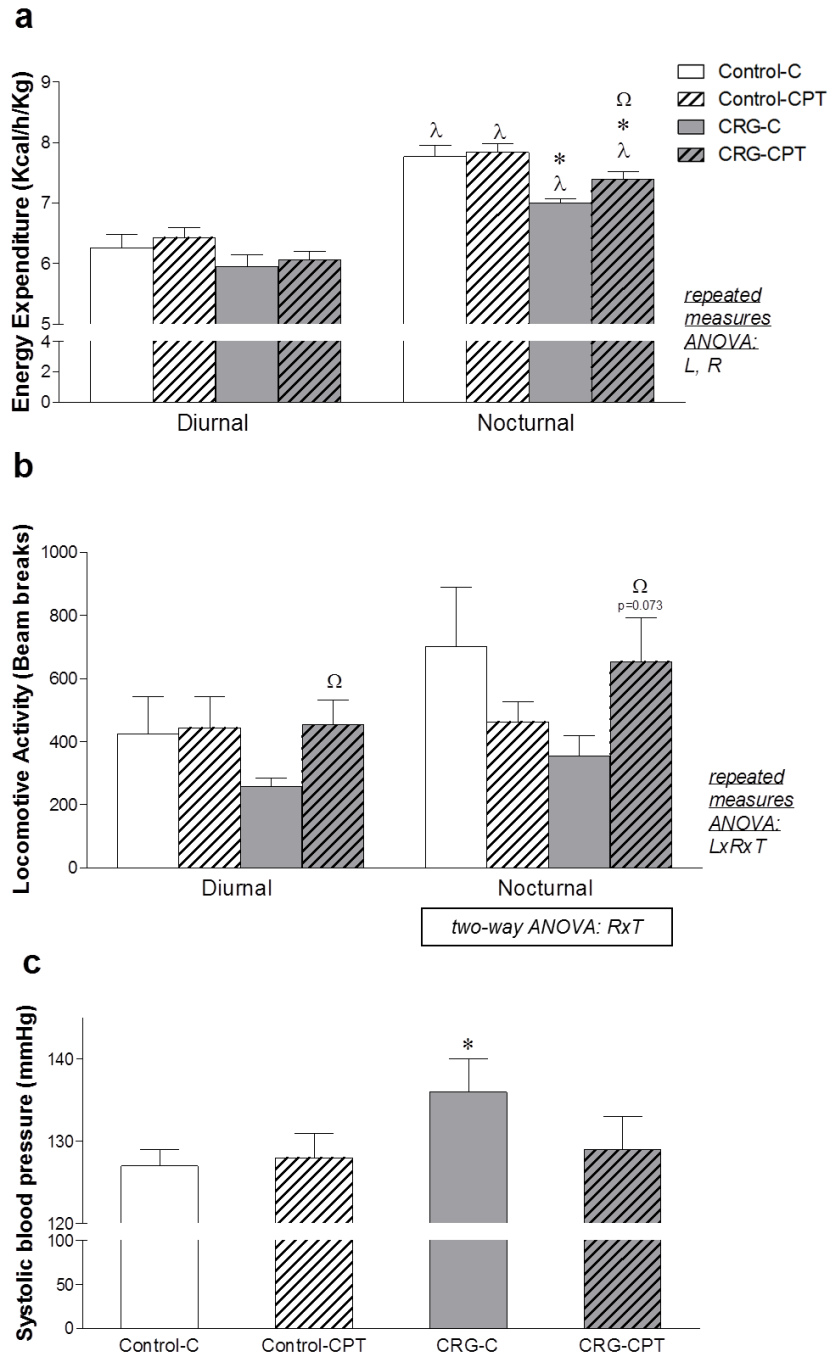 a
Energy Expenditure (Kcal/h/Kg)
9
8
7
6
5
4
2
0
λ
λ
*
λ
Ω
*
λ
Control-C
Control-CPT
CRG-C
CRG-CPT
repeated
measures
ANOVA:
L, R
Diurnal
Nocturnal
b
Locomotive Activity (Beam breaks)
1000
800
600
400
200
0
Ω
Ω
p=0.073
repeated
measures
ANOVA:
LxRxT
Diurnal
Nocturnal
two-way ANOVA: RxT
c
Systolic blood pressure (mmHg)
140
130
120
100
50
0
*
Control-C
Control-CPT
CRG-C
CRG-CPT